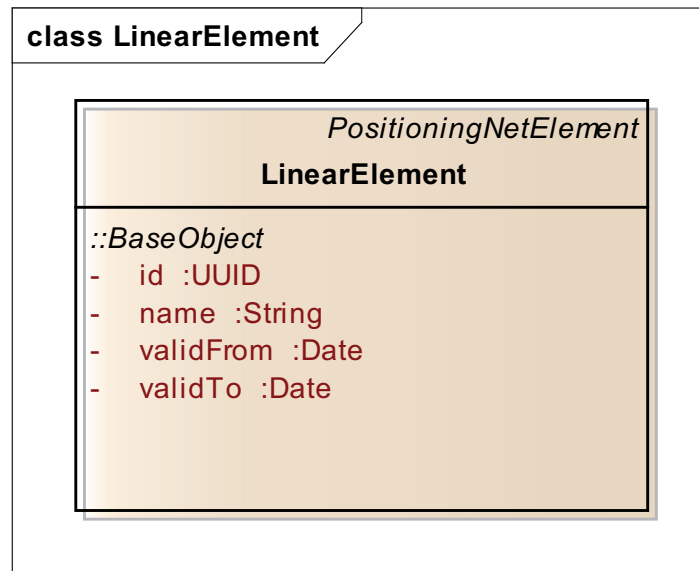 class LinearElement
PositioningNetElement
LinearElement
::BaseObject
- id :UUID
- name :String
- validFrom :Date
- validTo :Date